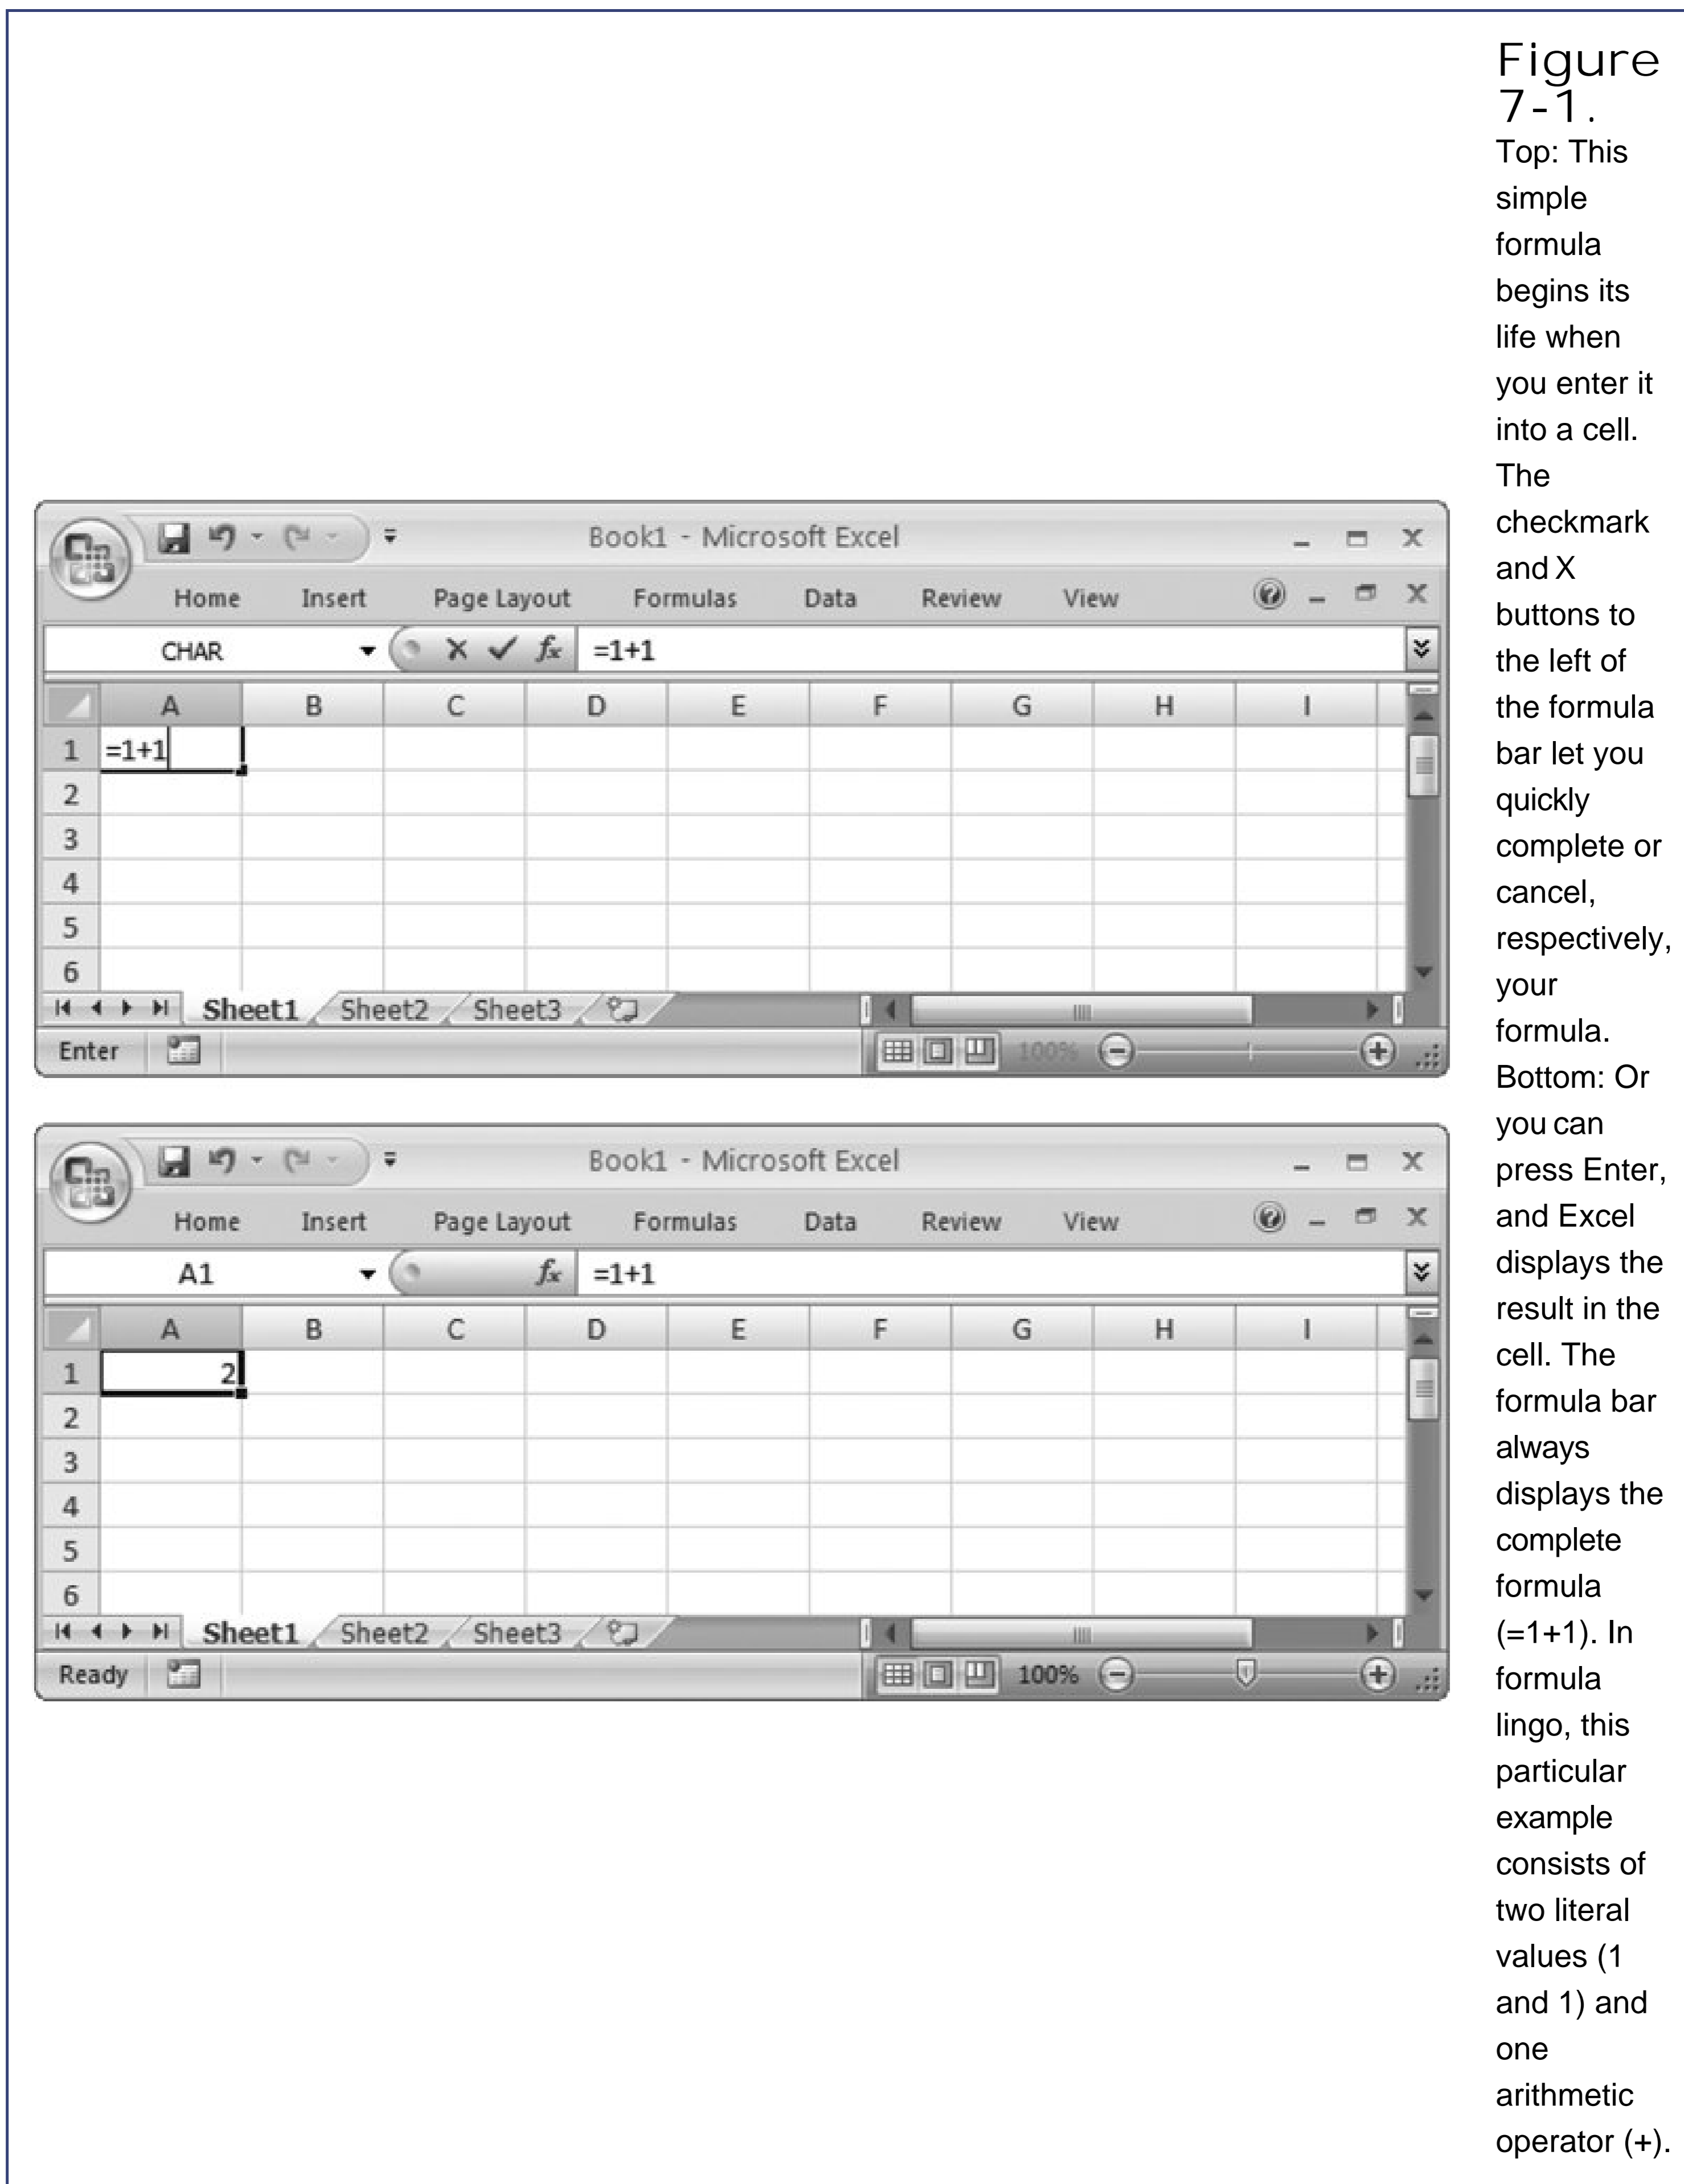 Figure
7-1.
Top: This
simple
formula
begins its
life when
you enter it
into a cell.
The
checkmark
and X
buttons to
the left of
the formula
bar let you
quickly
complete or
cancel,
respectively,
your
formula.
Bottom: Or
you can
press Enter,
and Excel
displays the
result in the
cell. The
formula bar
always
displays the
complete
formula
(=1+1). In
formula
lingo, this
particular
example
consists of
two literal
values (1
and 1) and
one
arithmetic
operator (+).
Book1 - Microsoft Excel
Home Insert Page Layout Formulas Data Review View
CHAR fx =1+1
A B C D E F G H I
1 =1+1
2
3
4
5
6
Sheet1 Sheet2 Sheet3
Enter 100%
Book1 - Microsoft Excel
Home Insert Page Layout Formulas Data Review View
A1 fx =1+1
A B C D E F G H I
1 2
2
3
4
5
6
Sheet1 Sheet2 Sheet3
Ready 100%